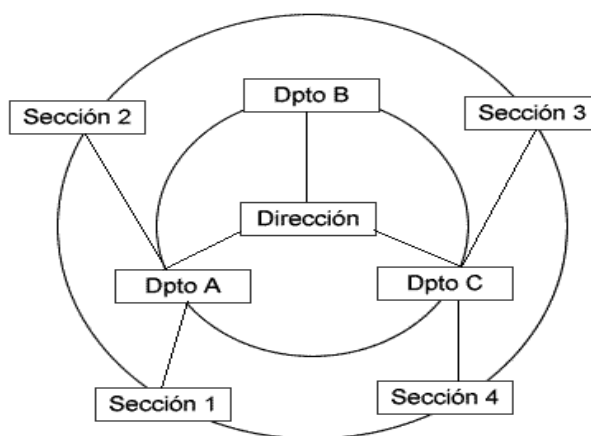 Dpto B
Sección 2
Sección 3
Dirección
Dpto A
Dpto C
Sección 1
Sección 4